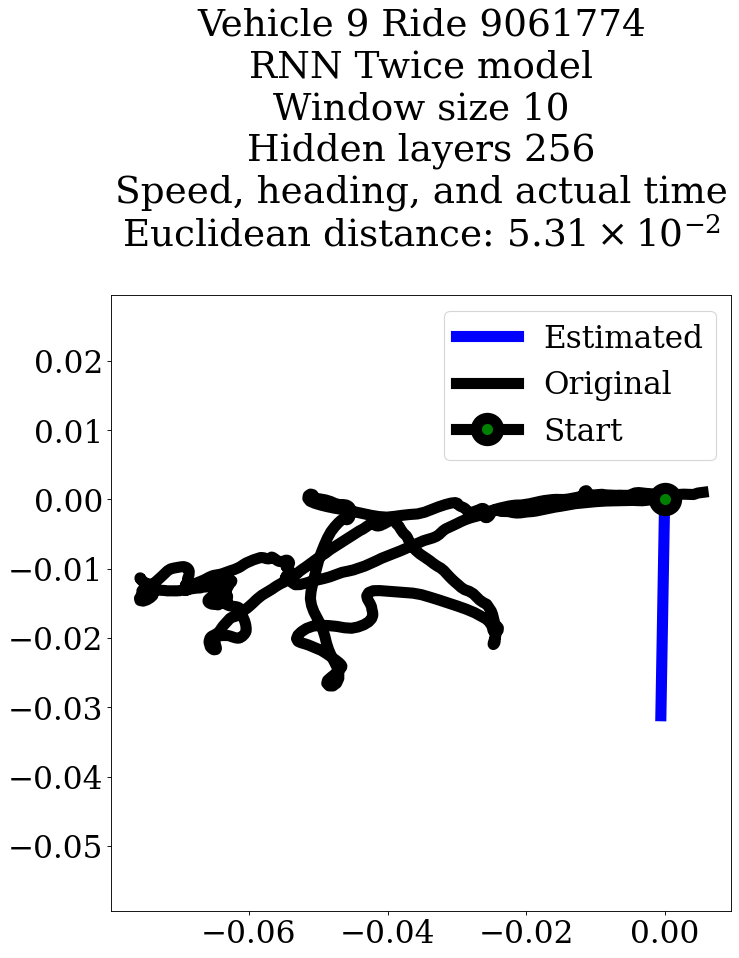 Vehicle 9 Ride 9061774
RNN Twice model
Window size 10
Hidden layers 256
Speed, heading, and actual time
Euclidean distance: 5.31 × 10⁻²
Estimated
Original
Start
0.02
0.01
0.00
−0.01
−0.02
−0.03
−0.04
−0.05
−0.06 −0.04 −0.02 0.00